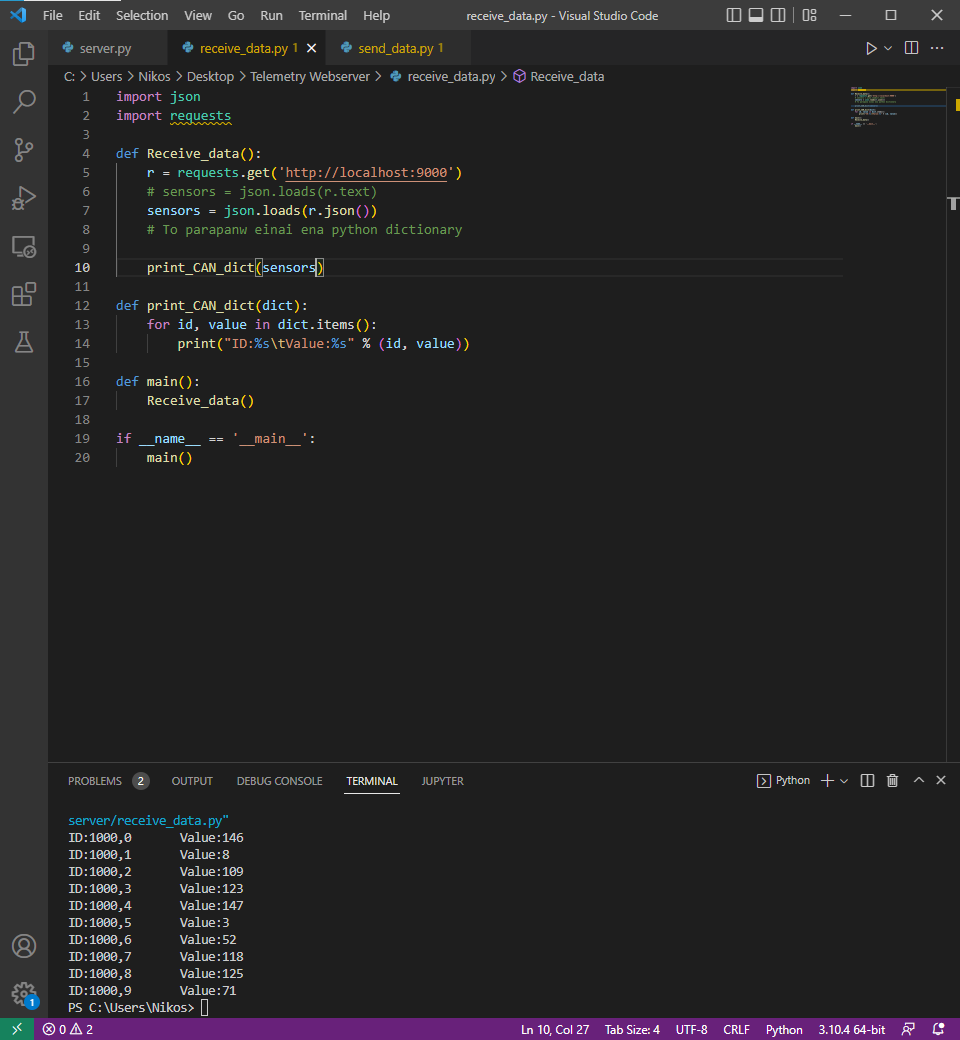 File Edit Selection View Go Run Terminal Help receive_data.py - Visual Studio Code
server.py receive_data.py 1 send_data.py 1
C: > Users > Nikos > Desktop > Telemetry Webserver > receive_data.py > Receive_data
1 import json
2 import requests
3
4 def Receive_data():
5 r = requests.get('http://localhost:9000')
6 # sensors = json.loads(r.text)
7 sensors = json.loads(r.json())
8 # To parapanw einai ena python dictionary
9
10 print_CAN_dict(sensors)
11
12 def print_CAN_dict(dict):
13 for id, value in dict.items():
14 print("ID:%s\tValue:%s" % (id, value))
15
16 def main():
17 Receive_data()
18
19 if __name__ == '__main__':
20 main()
PROBLEMS 2 OUTPUT DEBUG CONSOLE TERMINAL JUPYTER Python
server/receive_data.py"
ID:1000,0 Value:146
ID:1000,1 Value:8
ID:1000,2 Value:109
ID:1000,3 Value:123
ID:1000,4 Value:147
ID:1000,5 Value:3
ID:1000,6 Value:52
ID:1000,7 Value:118
ID:1000,8 Value:125
ID:1000,9 Value:71
PS C:\Users\Nikos>
1
0 2 Ln 10, Col 27 Tab Size: 4 UTF-8 CRLF Python 3.10.4 64-bit